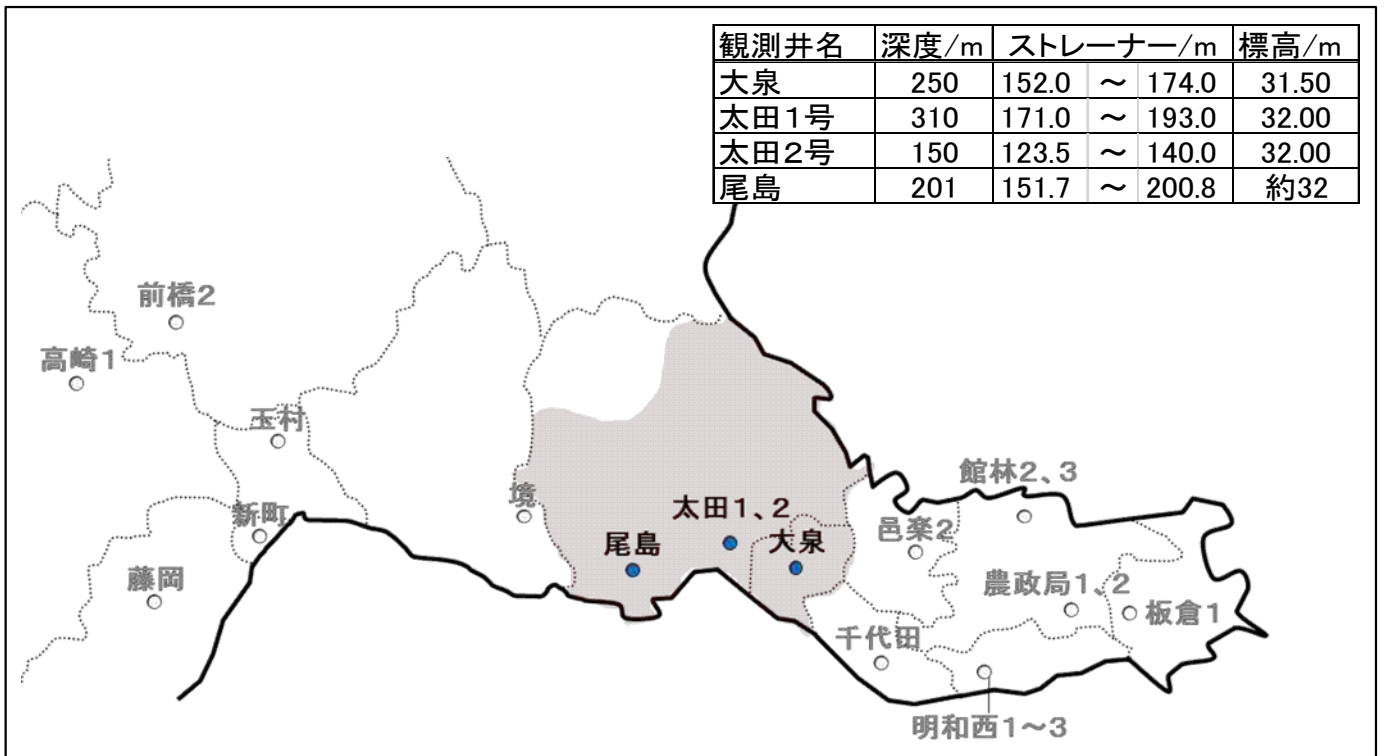 観測井名 深度/m ストレーナー/m 標高/m
大泉 250 152.0 ～ 174.0 31.50
太田1号 310 171.0 ～ 193.0 32.00
太田2号 150 123.5 ～ 140.0 32.00
尾島 201 151.7 ～ 200.8 約32
前橋2
高崎1
玉村
館林2、3
境
太田1、2
新町
邑楽2
尾島
大泉
藤岡
農政局1、2
板倉1
千代田
明和西1～3